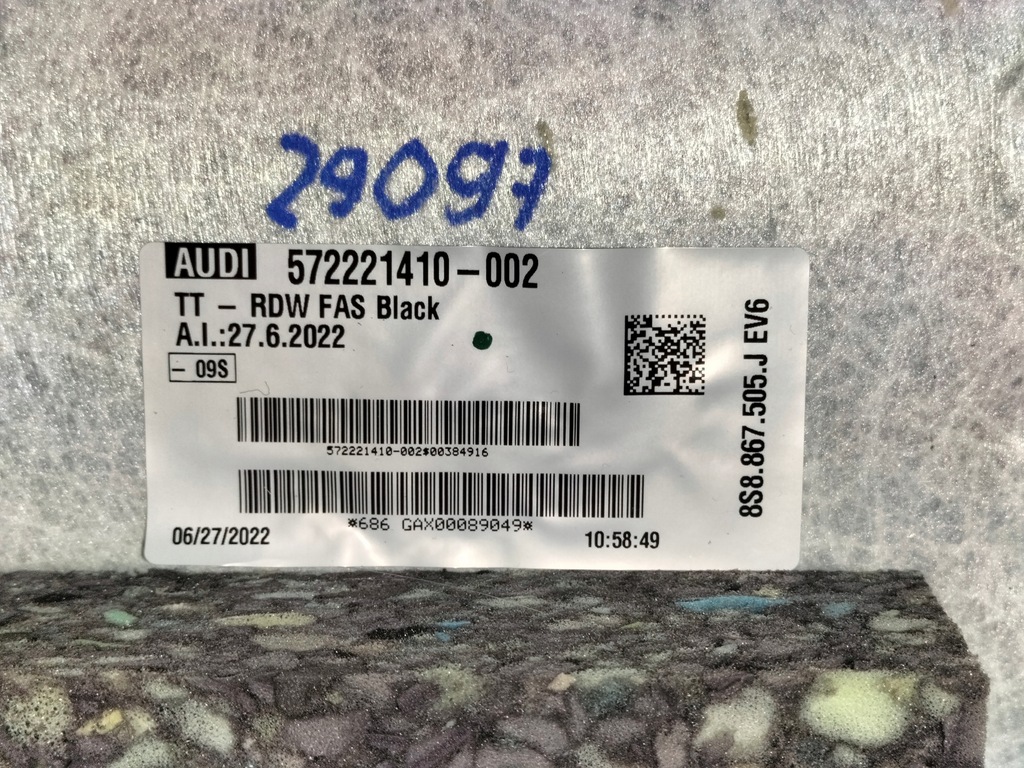 29097
AUDI 572221410-002
TT - RDW FAS Black
A.I.:27.6.2022
- 09S
572221410-002$00384916
*686 GAX00089049*
06/27/2022 10:58:49
8S8.867.505.J EV6